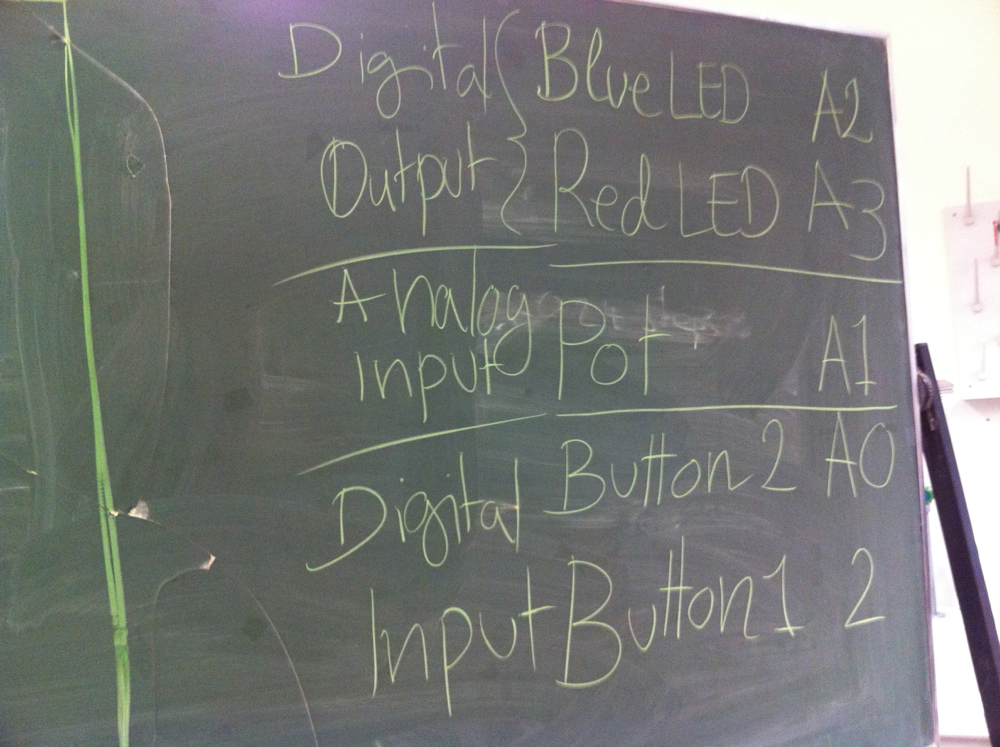 Digital { Blue LED A2
Output } Red LED A3
Analog
input Pot A1
Digital Button 2 A0
Input Button 1 2